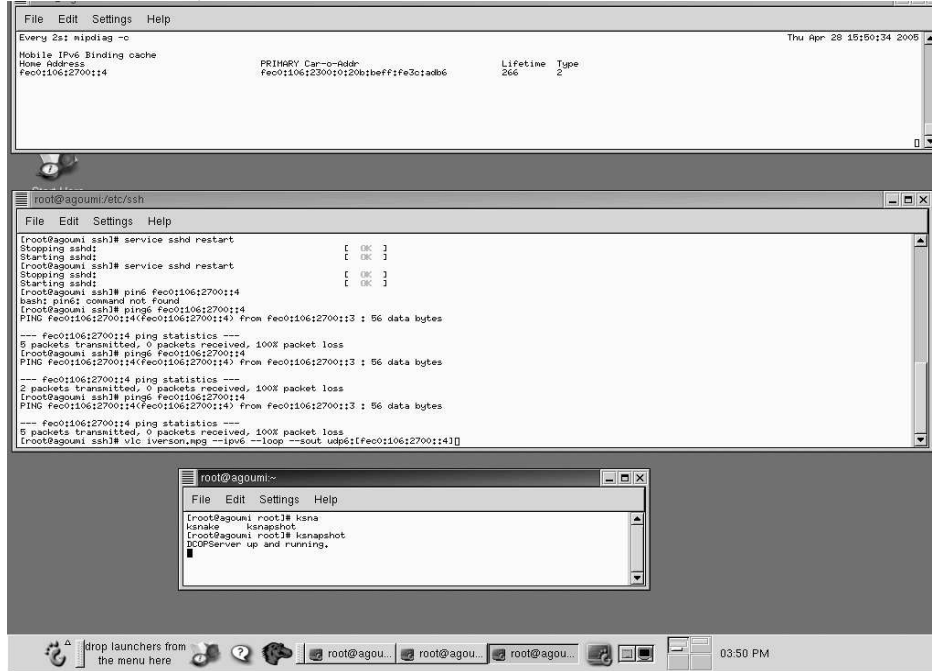 File Edit Settings Help
Every 2s: mipdiag -c Thu Apr 28 15:50:34 2005
Mobile IPv6 Binding cache
Home Address PRIMARY Car-o-Addr Lifetime Type
fec0:106:2700::4 fec0:106:2300:0:20b:beff:fe3c:adb6 266 2
root@agoumi:/etc/ssh
File Edit Settings Help
[root@agoumi ssh]# service sshd restart
Stopping sshd: [ OK ]
Starting sshd: [ OK ]
[root@agoumi ssh]# service sshd restart
Stopping sshd: [ OK ]
Starting sshd: [ OK ]
[root@agoumi ssh]# pin6 fec0:106:2700::4
bash: pin6: command not found
[root@agoumi ssh]# ping6 fec0:106:2700::4
PING fec0:106:2700::4(fec0:106:2700::4) from fec0:106:2700::3 : 56 data bytes
--- fec0:106:2700::4 ping statistics ---
5 packets transmitted, 0 packets received, 100% packet loss
[root@agoumi ssh]# ping6 fec0:106:2700::4
PING fec0:106:2700::4(fec0:106:2700::4) from fec0:106:2700::3 : 56 data bytes
--- fec0:106:2700::4 ping statistics ---
2 packets transmitted, 0 packets received, 100% packet loss
[root@agoumi ssh]# ping6 fec0:106:2700::4
PING fec0:106:2700::4(fec0:106:2700::4) from fec0:106:2700::3 : 56 data bytes
--- fec0:106:2700::4 ping statistics ---
5 packets transmitted, 0 packets received, 100% packet loss
[root@agoumi ssh]# vlc iverson.mpg --ipv6 --loop --sout udp6:[fec0:106:2700::4]
root@agoumi:~
File Edit Settings Help
[root@agoumi root]# ksna
ksnake ksnapshot
[root@agoumi root]# ksnapshot
DCOPServer up and running.
drop launchers from
the menu here
root@agou... root@agou... root@agou... 03:50 PM